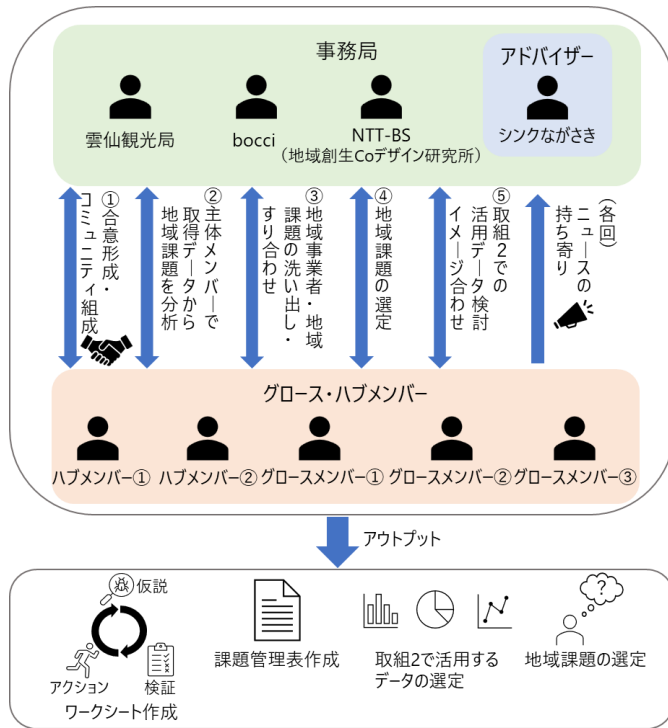 事務局
アドバイザー
雲仙観光局
bocci
NTT-BS
(地域創生Coデザイン研究所)
シンクながさき
①合意形成・
コミュニティ組成
②主体メンバーで
取得データから
地域課題を分析
③地域事業者・地域
課題の洗い出し・
すり合わせ
④地域課題の選定
⑤取組2での
活用データ検討
イメージ合わせ
(各回)
ニュースの
持ち寄り
グロース・ハブメンバー
ハブメンバー①
ハブメンバー②
グロースメンバー①
グロースメンバー②
グロースメンバー③
アウトプット
仮説
アクション
検証
ワークシート作成
課題管理表作成
取組2で活用する
データの選定
?
地域課題の選定